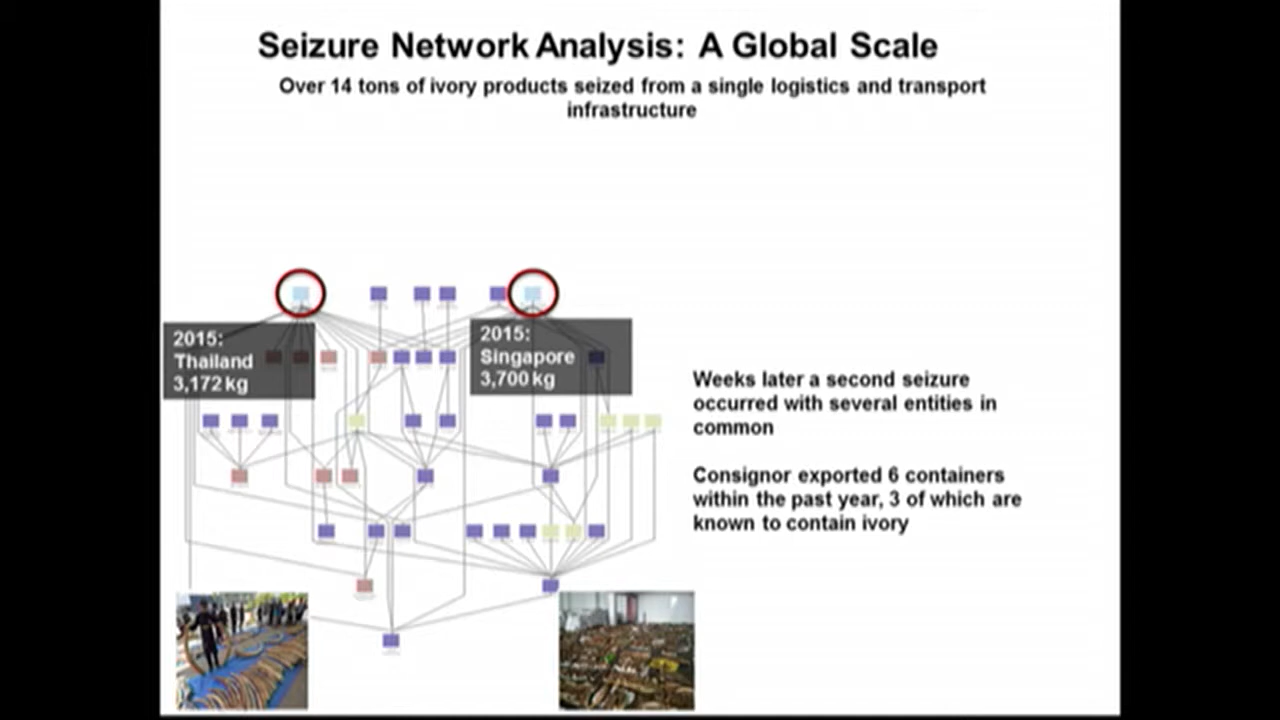 Seizure Network Analysis: A Global Scale
Over 14 tons of ivory products seized from a single logistics and transport
infrastructure
2015:
Thailand
3,172 kg
2015:
Singapore
3,700 kg
Weeks later a second seizure
occurred with several entities in
common
Consignor exported 6 containers
within the past year, 3 of which are
known to contain ivory